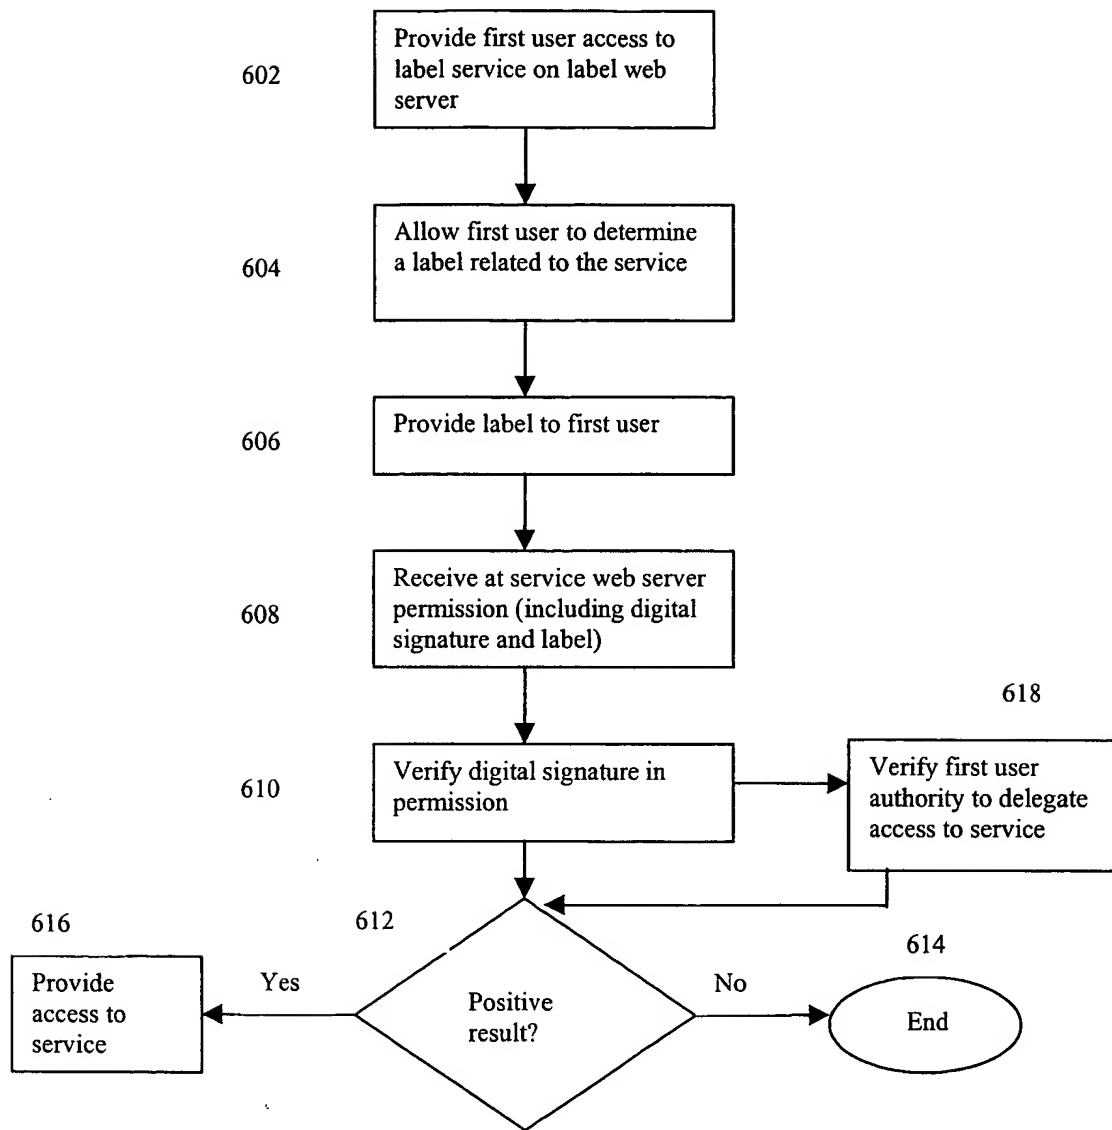 602
Provide first user access to
label service on label web
server
604
Allow first user to determine
a label related to the service
606
Provide label to first user
608
Receive at service web server
permission (including digital
signature and label)
610
Verify digital signature in
permission
618
Verify first user
authority to delegate
access to service
616
Provide
access to
service
Yes
612
Positive
result?
No
614
End